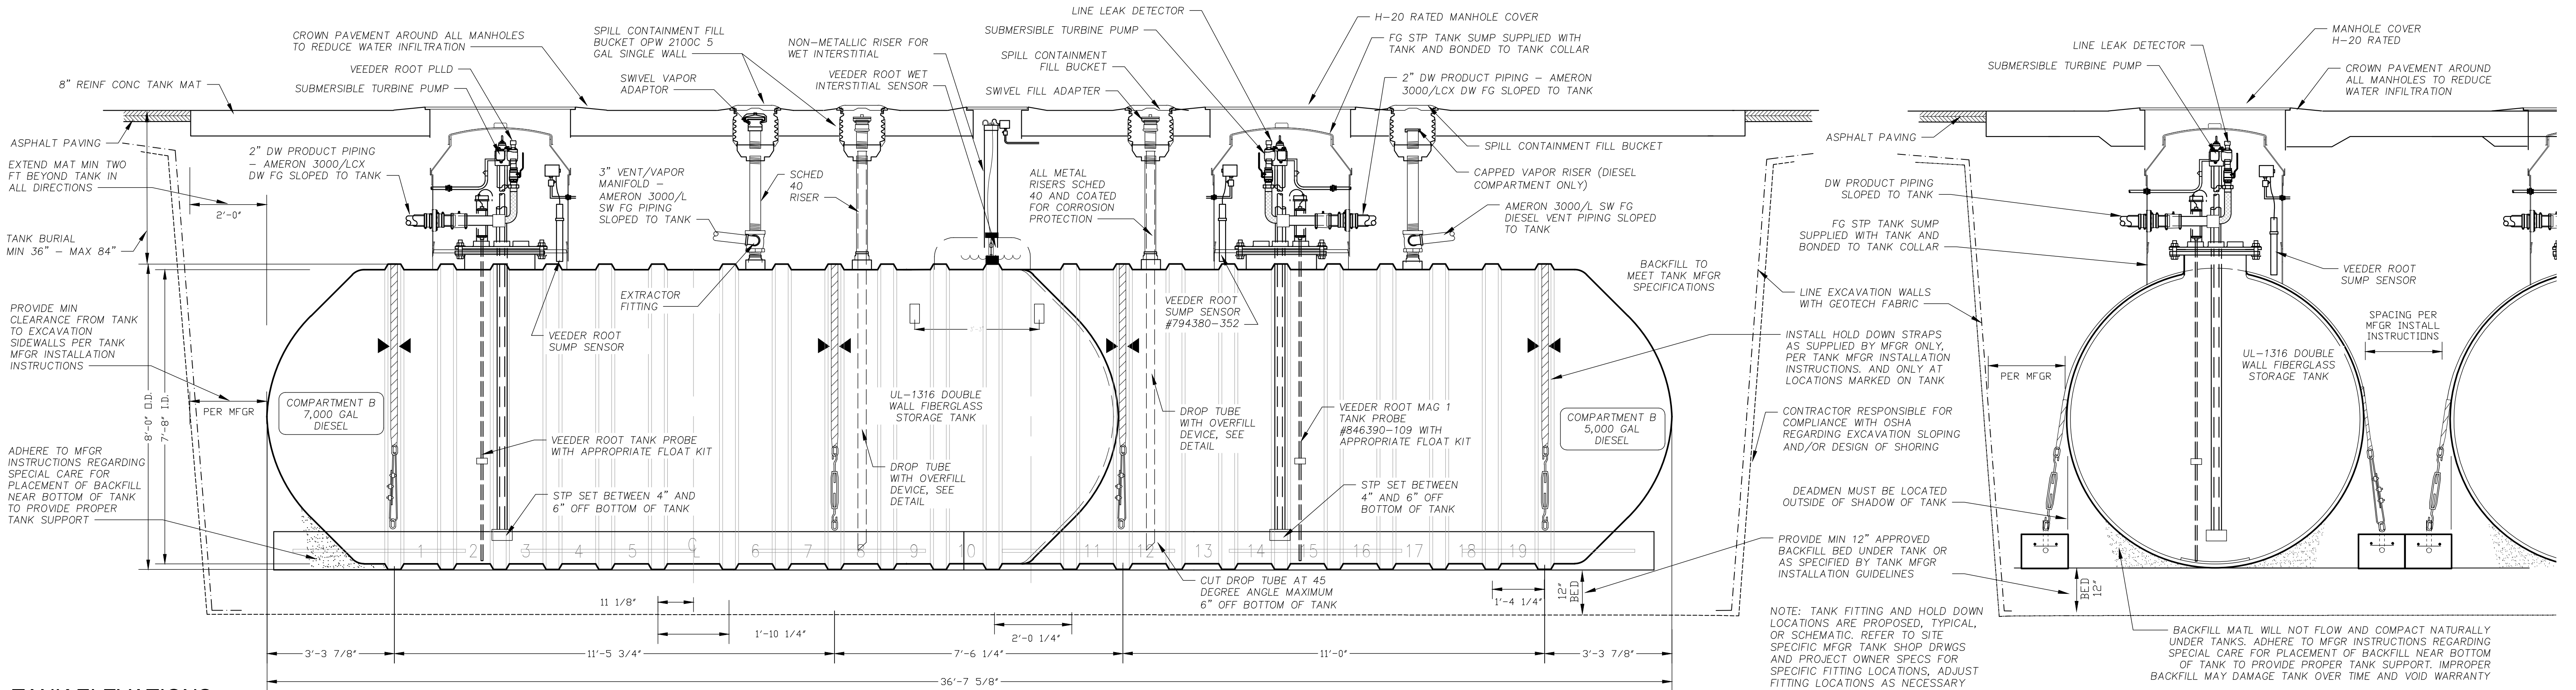 8" REINF CONC TANK MAT
ASPHALT PAVING
EXTEND MAT MIN TWO
FT BEYOND TANK IN
ALL DIRECTIONS
2'-0"
TANK BURIAL
MIN 36" – MAX 84"
PROVIDE MIN
CLEARANCE FROM TANK
TO EXCAVATION
SIDEWALLS PER TANK
MFGR INSTALLATION
INSTRUCTIONS
PER MFGR
8'-0" O.D.
7'-8" I.D.
ADHERE TO MFGR
INSTRUCTIONS REGARDING
SPECIAL CARE FOR
PLACEMENT OF BACKFILL
NEAR BOTTOM OF TANK
TO PROVIDE PROPER
TANK SUPPORT
CROWN PAVEMENT AROUND ALL MANHOLES
TO REDUCE WATER INFILTRATION
VEEDER ROOT PLLD
SUBMERSIBLE TURBINE PUMP
2" DW PRODUCT PIPING
– AMERON 3000/LCX
DW FG SLOPED TO TANK
COMPARTMENT B
7,000 GAL
DIESEL
SPILL CONTAINMENT FILL
BUCKET OPW 2100C 5
GAL SINGLE WALL
SWIVEL VAPOR
ADAPTOR
3" VENT/VAPOR
MANIFOLD –
AMERON 3000/L
SW FG PIPING
SLOPED TO TANK
SCHED
40
RISER
EXTRACTOR
FITTING
VEEDER ROOT
SUMP SENSOR
VEEDER ROOT TANK PROBE
WITH APPROPRIATE FLOAT KIT
STP SET BETWEEN 4" AND
6" OFF BOTTOM OF TANK
NON-METALLIC RISER FOR
WET INTERSTITIAL
VEEDER ROOT WET
INTERSTITIAL SENSOR
UL-1316 DOUBLE
WALL FIBERGLASS
STORAGE TANK
DROP TUBE
WITH OVERFILL
DEVICE, SEE
DETAIL
LINE LEAK DETECTOR
SUBMERSIBLE TURBINE PUMP
SPILL CONTAINMENT
FILL BUCKET
SWIVEL FILL ADAPTER
ALL METAL
RISERS SCHED
40 AND COATED
FOR CORROSION
PROTECTION
VEEDER ROOT
SUMP SENSOR
#794380-352
DROP TUBE
WITH OVERFILL
DEVICE, SEE
DETAIL
H-20 RATED MANHOLE COVER
FG STP TANK SUMP SUPPLIED WITH
TANK AND BONDED TO TANK COLLAR
2" DW PRODUCT PIPING – AMERON
3000/LCX DW FG SLOPED TO TANK
SPILL CONTAINMENT FILL BUCKET
CAPPED VAPOR RISER (DIESEL
COMPARTMENT ONLY)
AMERON 3000/L SW FG
DIESEL VENT PIPING SLOPED
TO TANK
BACKFILL TO
MEET TANK MFGR
SPECIFICATIONS
VEEDER ROOT MAG 1
TANK PROBE
#846390-109 WITH
APPROPRIATE FLOAT KIT
STP SET BETWEEN
4" AND 6" OFF
BOTTOM OF TANK
COMPARTMENT B
5,000 GAL
DIESEL
1 2 3 4 5 CL 6 7 8 9 10 11 12 13 14 15 16 17 18 19
CUT DROP TUBE AT 45
DEGREE ANGLE MAXIMUM
6" OFF BOTTOM OF TANK
11 1/8"
1'-10 1/4"
2'-0 1/4"
1'-4 1/4"
12"
BED
3'-3 7/8"
11'-5 3/4"
7'-6 1/4"
11'-0"
3'-3 7/8"
36'-7 5/8"
TANK ELEVATIONS
LINE EXCAVATION WALLS
WITH GEOTECH FABRIC
INSTALL HOLD DOWN STRAPS
AS SUPPLIED BY MFGR ONLY,
PER TANK MFGR INSTALLATION
INSTRUCTIONS. AND ONLY AT
LOCATIONS MARKED ON TANK
CONTRACTOR RESPONSIBLE FOR
COMPLIANCE WITH OSHA
REGARDING EXCAVATION SLOPING
AND/OR DESIGN OF SHORING
DEADMEN MUST BE LOCATED
OUTSIDE OF SHADOW OF TANK
PROVIDE MIN 12" APPROVED
BACKFILL BED UNDER TANK OR
AS SPECIFIED BY TANK MFGR
INSTALLATION GUIDELINES
NOTE: TANK FITTING AND HOLD DOWN
LOCATIONS ARE PROPOSED, TYPICAL,
OR SCHEMATIC. REFER TO SITE
SPECIFIC MFGR TANK SHOP DRWGS
AND PROJECT OWNER SPECS FOR
SPECIFIC FITTING LOCATIONS, ADJUST
FITTING LOCATIONS AS NECESSARY
LINE LEAK DETECTOR
SUBMERSIBLE TURBINE PUMP
MANHOLE COVER
H-20 RATED
CROWN PAVEMENT AROUND
ALL MANHOLES TO REDUCE
WATER INFILTRATION
ASPHALT PAVING
DW PRODUCT PIPING
SLOPED TO TANK
FG STP TANK SUMP
SUPPLIED WITH TANK AND
BONDED TO TANK COLLAR
VEEDER ROOT
SUMP SENSOR
SPACING PER
MFGR INSTALL
INSTRUCTIONS
PER MFGR
UL-1316 DOUBLE
WALL FIBERGLASS
STORAGE TANK
BED
12"
BACKFILL MATL WILL NOT FLOW AND COMPACT NATURALLY
UNDER TANKS. ADHERE TO MFGR INSTRUCTIONS REGARDING
SPECIAL CARE FOR PLACEMENT OF BACKFILL NEAR BOTTOM
OF TANK TO PROVIDE PROPER TANK SUPPORT. IMPROPER
BACKFILL MAY DAMAGE TANK OVER TIME AND VOID WARRANTY